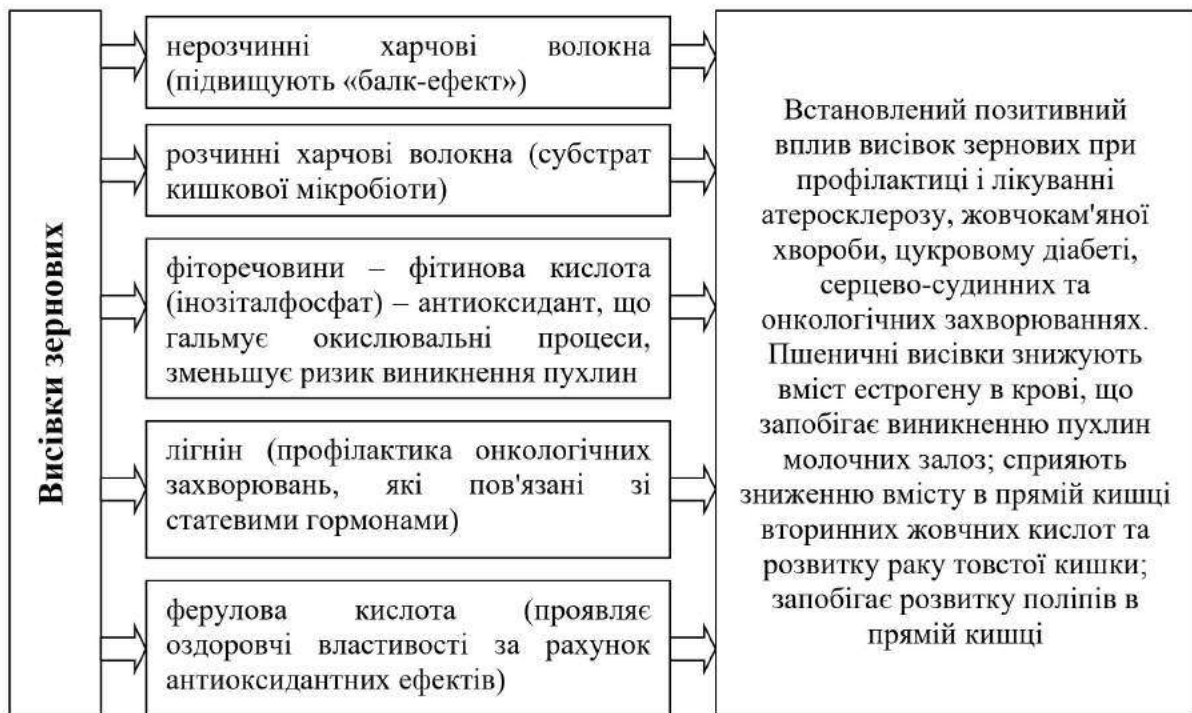 Висівки зернових
нерозчинні харчові волокна
(підвищують «балк-ефект»)
розчинні харчові волокна (субстрат
кишкової мікробіоти)
фіторечовини – фітинова кислота
(інозіталфосфат) – антиоксидант, що
гальмує окислювальні процеси,
зменьшує ризик виникнення пухлин
лігнін (профілактика онкологічних
захворювань, які пов'язані зі
статевими гормонами)
ферулова кислота (проявляє
оздоровчі властивості за рахунок
антиоксидантних ефектів)
Встановлений позитивний
вплив висівок зернових при
профілактиці і лікуванні
атеросклерозу, жовчокам'яної
хвороби, цукровому діабеті,
серцево-судинних та
онкологічних захворюваннях.
Пшеничні висівки знижують
вміст естрогену в крові, що
запобігає виникненню пухлин
молочних залоз; сприяють
зниженню вмісту в прямій кишці
вторинних жовчних кислот та
розвитку раку товстої кишки;
запобігає розвитку поліпів в
прямій кишці